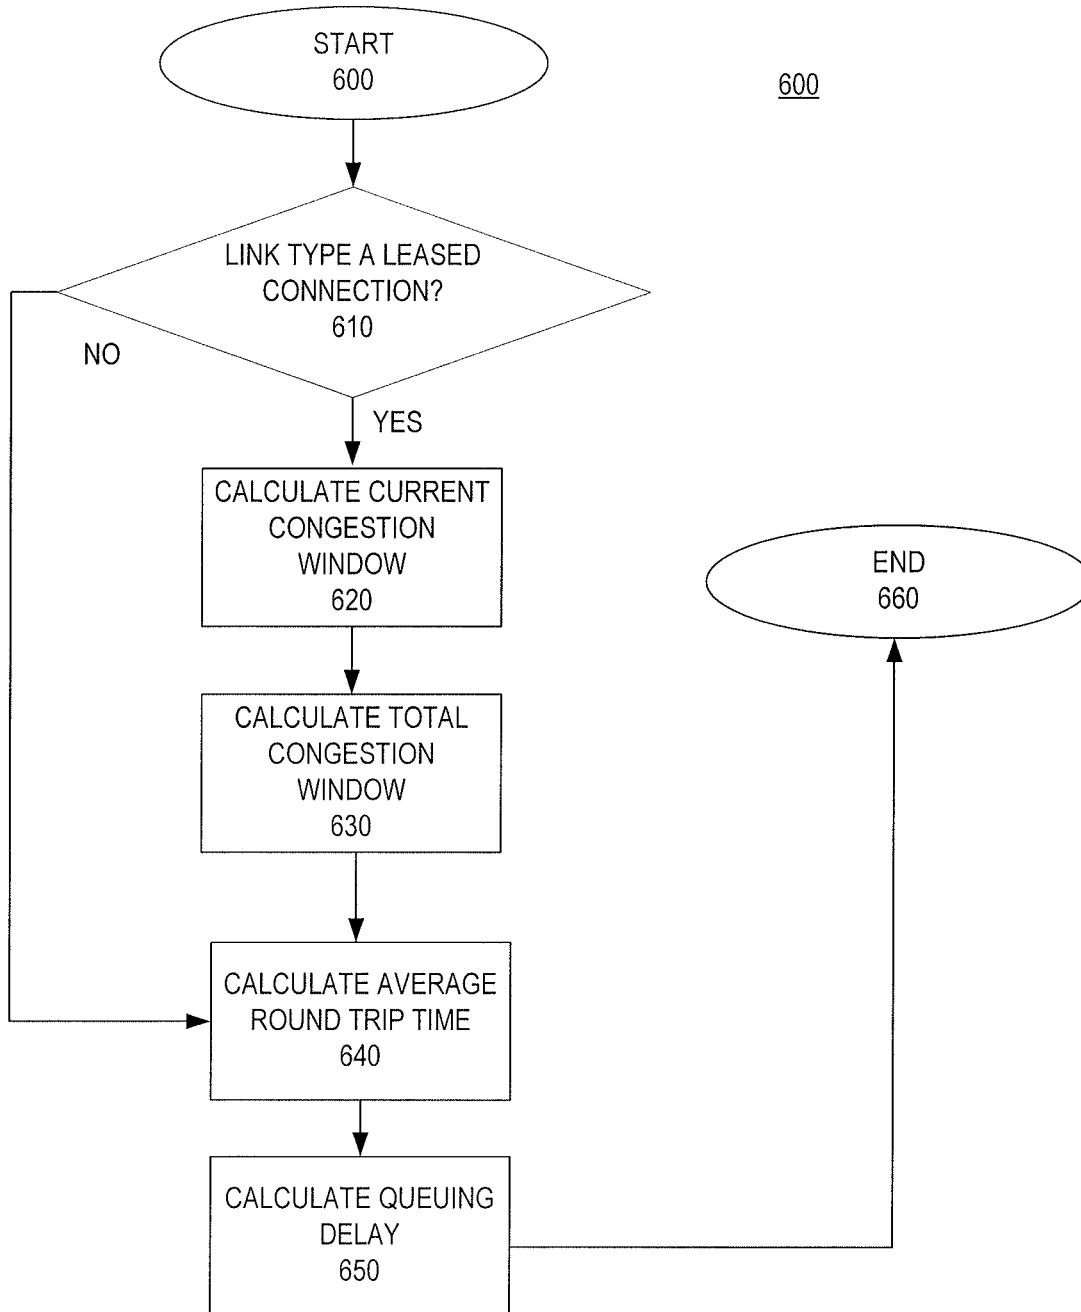 START
600
600
LINK TYPE A LEASED
CONNECTION?
610
NO
YES
CALCULATE CURRENT
CONGESTION
WINDOW
620
CALCULATE TOTAL
CONGESTION
WINDOW
630
CALCULATE AVERAGE
ROUND TRIP TIME
640
CALCULATE QUEUING
DELAY
650
END
660